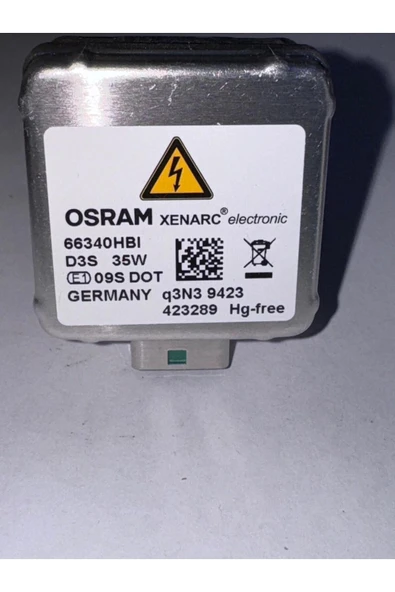 OSRAM XENARC® electronic
66340HBI
D3S 35W
E1 09S DOT
GERMANY q3N3 9423
423289 Hg-free